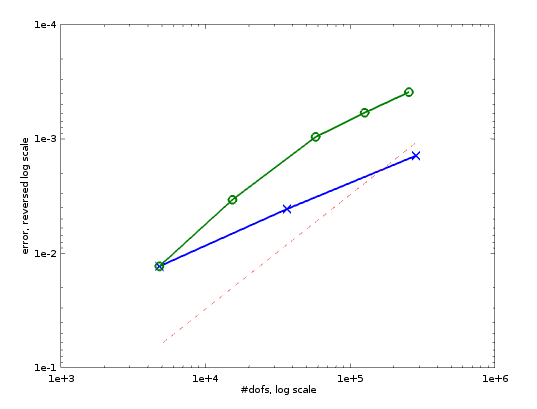 1e-4
1e-3
1e-2
1e-1
error, reversed log scale
1e+3 1e+4 1e+5 1e+6
#dofs, log scale